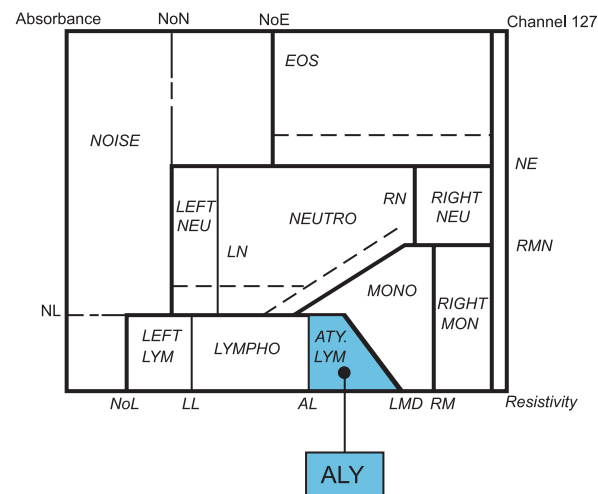 Absorbance
NoN
NoE
Channel 127
EOS
NOISE
NE
LEFT
NEU
NEUTRO
RN
RIGHT
NEU
LN
RMN
MONO
RIGHT
MON
NL
LEFT
LYM
LYMPHO
ATY.
LYM
NoL
LL
AL
LMD
RM
Resistivity
ALY